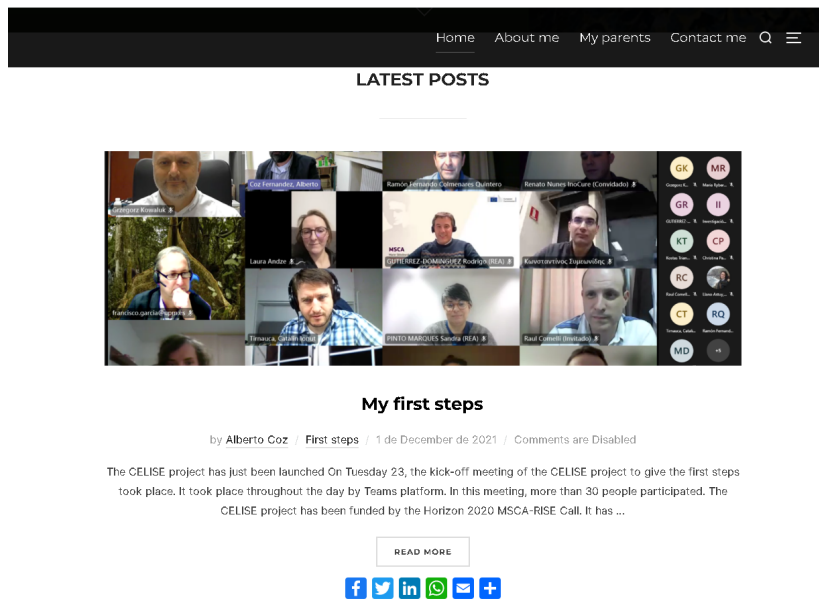 Home About me My parents Contact me
LATEST POSTS
Coz Fernandez, Alberto
Ramón Fernando Colmenares Quintero
Renato Nunes InoCure (Convidado)
Grzegorz Kowaluk
GK MR
GR II
MSCA
Laura Andze
GUTIERREZ-DOMINGUEZ Rodrigo (REA)
Κωνσταντίνος Συμεωνίδης
KT CP
RC
francisco.garcia@
CT RQ
Timauca, Catalin Ionut
PINTO MARQUES Sandra (REA)
Raul Comelli (Invitado)
MD +5
My first steps
by Alberto Coz / First steps / 1 de December de 2021 / Comments are Disabled
The CELISE project has just been launched On Tuesday 23, the kick-off meeting of the CELISE project to give the first steps
took place. It took place throughout the day by Teams platform. In this meeting, more than 30 people participated. The
CELISE project has been funded by the Horizon 2020 MSCA-RISE Call. It has ...
READ MORE